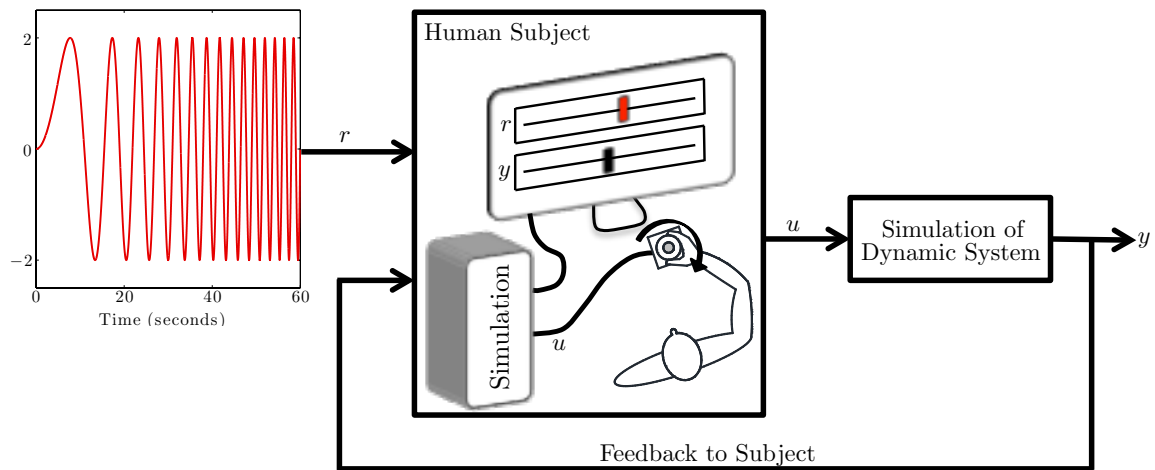 2
0
−2
0
20
40
60
Time (seconds)
r
Human Subject
r
y
Simulation
u
u
Simulation of
Dynamic System
y
Feedback to Subject